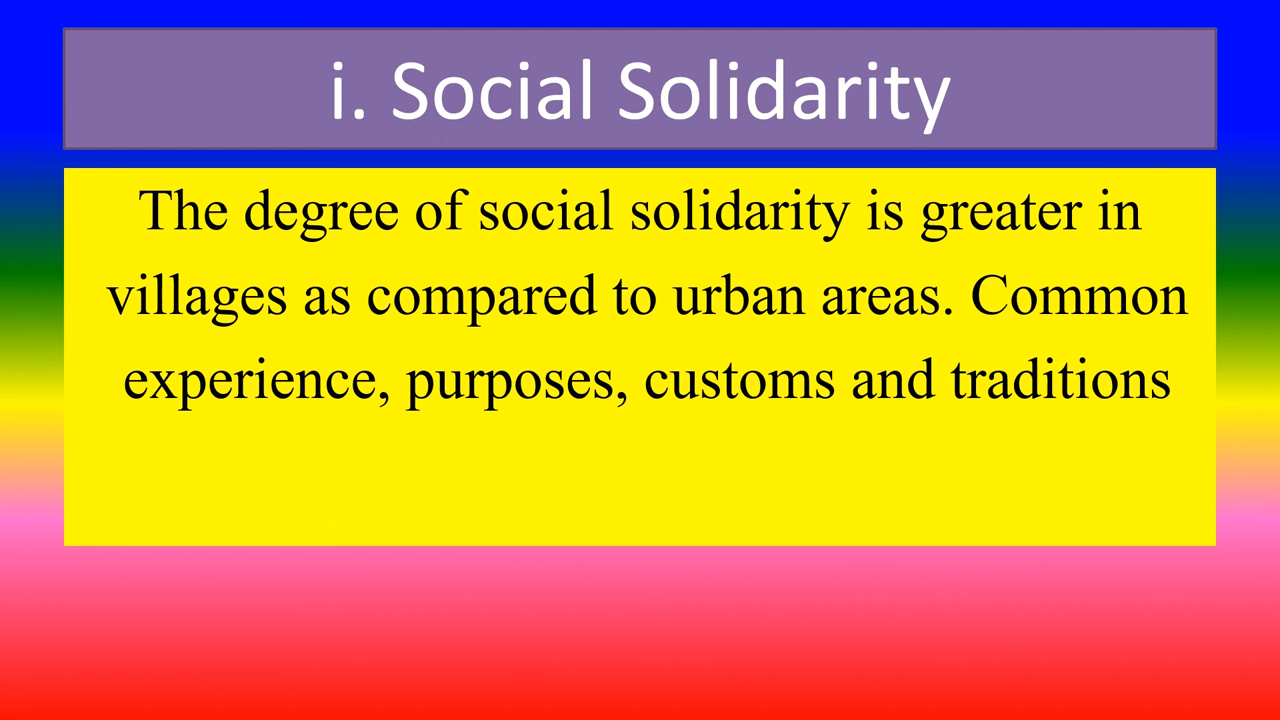 i. Social Solidarity
The degree of social solidarity is greater in
villages as compared to urban areas. Common
experience, purposes, customs and traditions